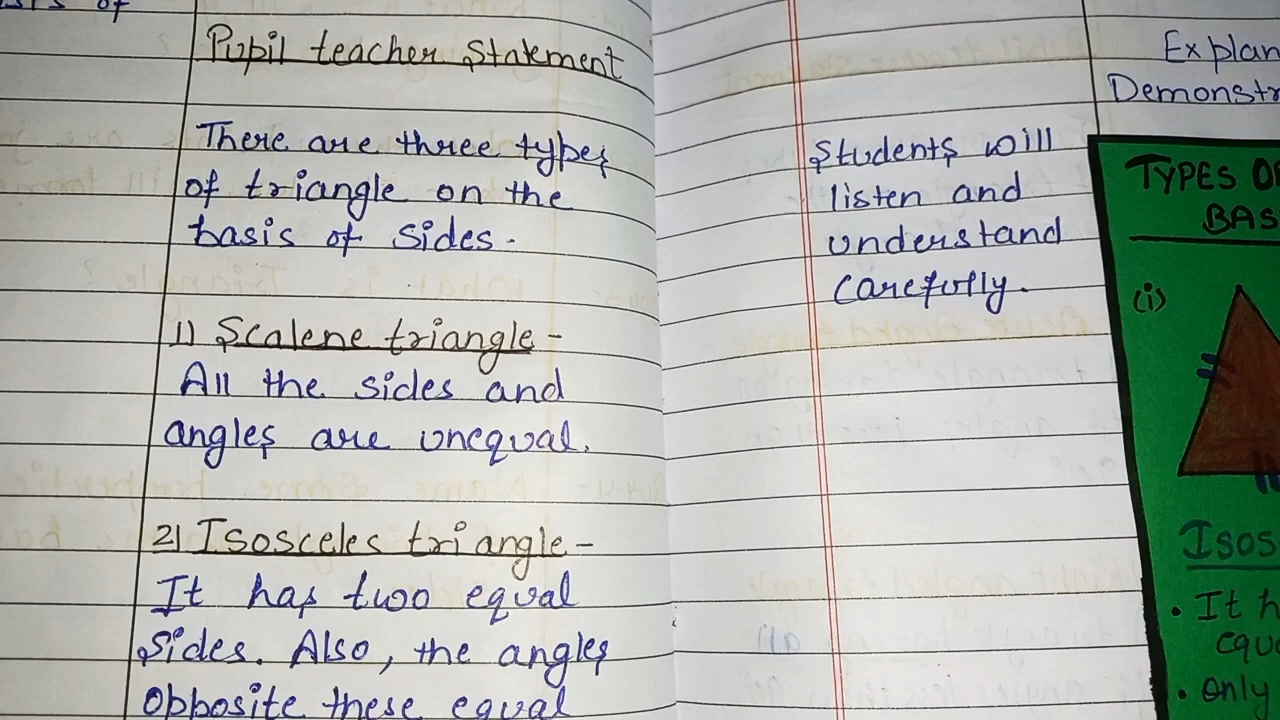 of
Pupil teacher Statement
There are three types
of triangle on the
basis of sides.
1) Scalene triangle -
All the sides and
angles are unequal.
2) Isosceles triangle -
It has two equal
sides. Also, the angles
opposite these equal
Students will
listen and
understand
carefully.
Explan
Demonstr
TYPES O
BAS
(i)
Isos
• It h
equ
• only